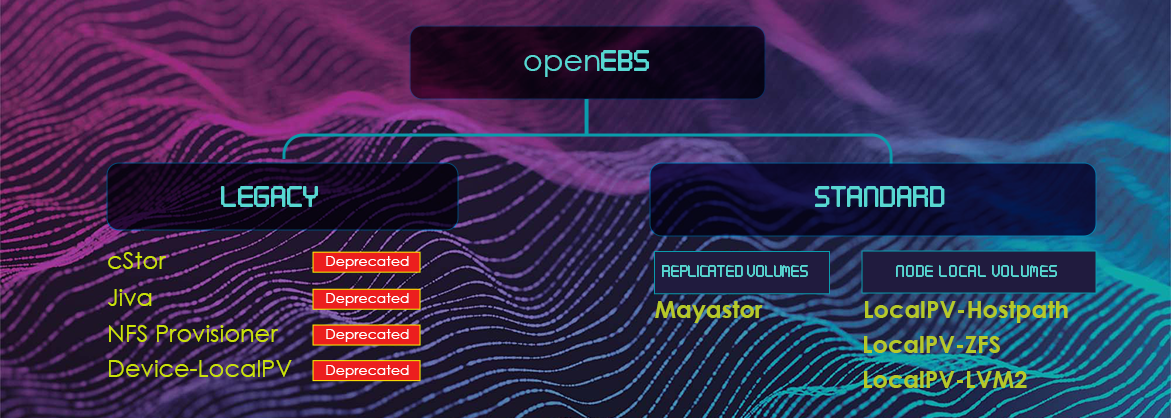 openEBS
LEGACY
cStor Deprecated
Jiva Deprecated
NFS Provisioner Deprecated
Device-LocalPV Deprecated
STANDARD
REPLICATED VOLUMES
Mayastor
NODE LOCAL VOLUMES
LocalPV-Hostpath
LocalPV-ZFS
LocalPV-LVM2